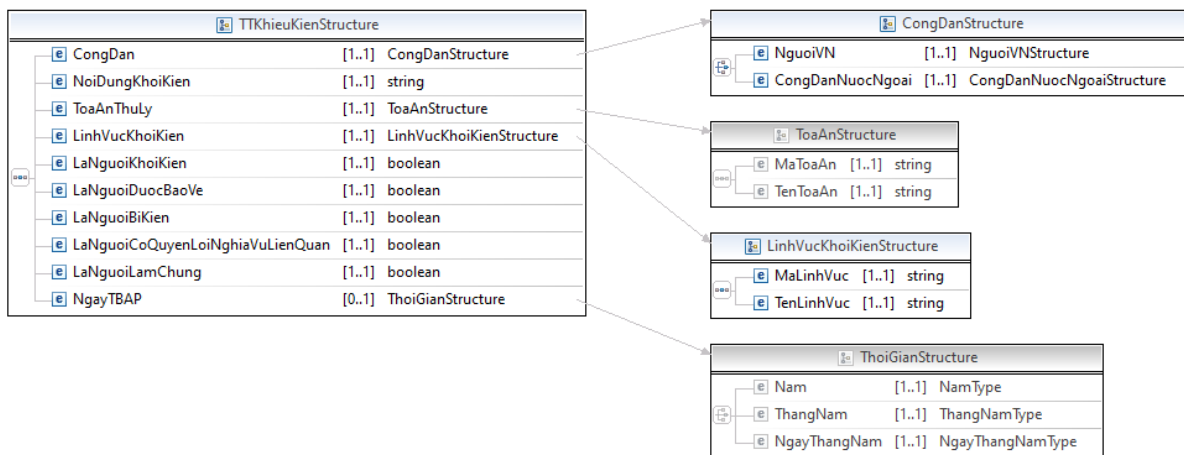 TTKhieuKienStructure
e CongDan [1..1] CongDanStructure
e NoiDungKhoiKien [1..1] string
e ToaAnThuLy [1..1] ToaAnStructure
e LinhVucKhoiKien [1..1] LinhVucKhoiKienStructure
e LaNguoiKhoiKien [1..1] boolean
e LaNguoiDuocBaoVe [1..1] boolean
e LaNguoiBiKien [1..1] boolean
e LaNguoiCoQuyenLoiNghiaVuLienQuan [1..1] boolean
e LaNguoiLamChung [1..1] boolean
e NgayTBAP [0..1] ThoiGianStructure
CongDanStructure
e NguoiVN [1..1] NguoiVNStructure
e CongDanNuocNgoai [1..1] CongDanNuocNgoaiStructure
ToaAnStructure
e MaToaAn [1..1] string
e TenToaAn [1..1] string
LinhVucKhoiKienStructure
e MaLinhVuc [1..1] string
e TenLinhVuc [1..1] string
ThoiGianStructure
e Nam [1..1] NamType
e ThangNam [1..1] ThangNamType
e NgayThangNam [1..1] NgayThangNamType